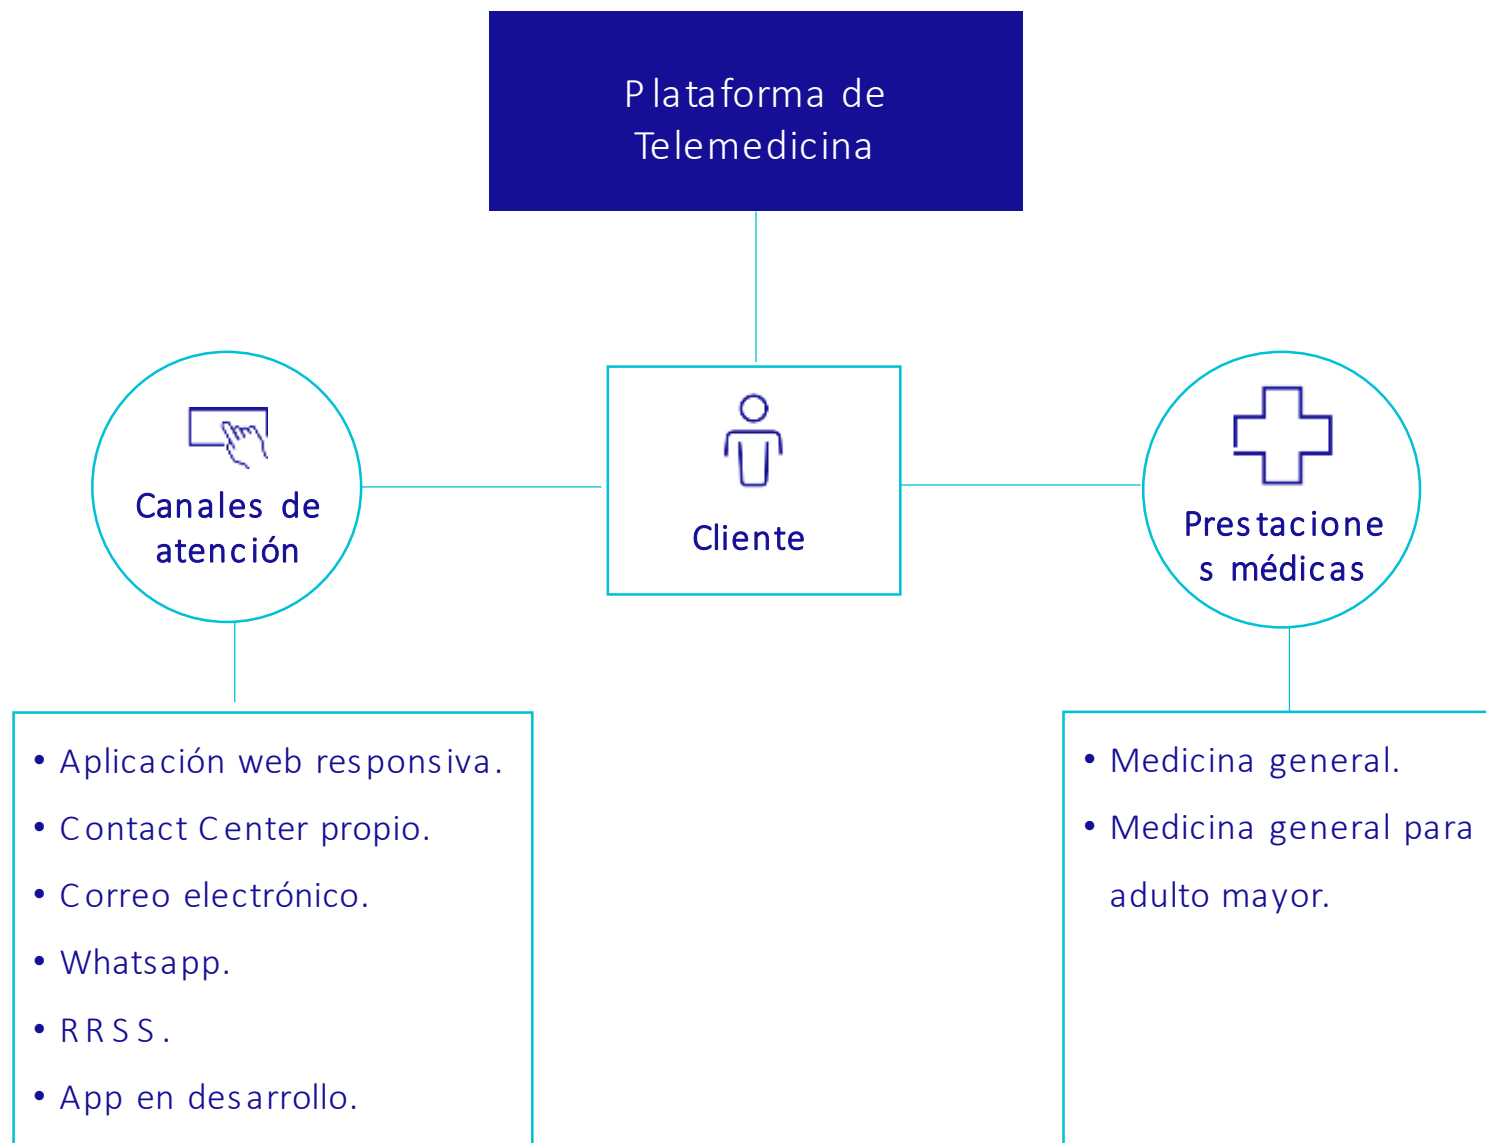 Plataforma de
Telemedicina
Canales de
atención
Cliente
Prestacione
s médicas
• Aplicación web responsiva.
• Contact Center propio.
• Correo electrónico.
• Whatsapp.
• RRSS.
• App en desarrollo.
• Medicina general.
• Medicina general para
adulto mayor.